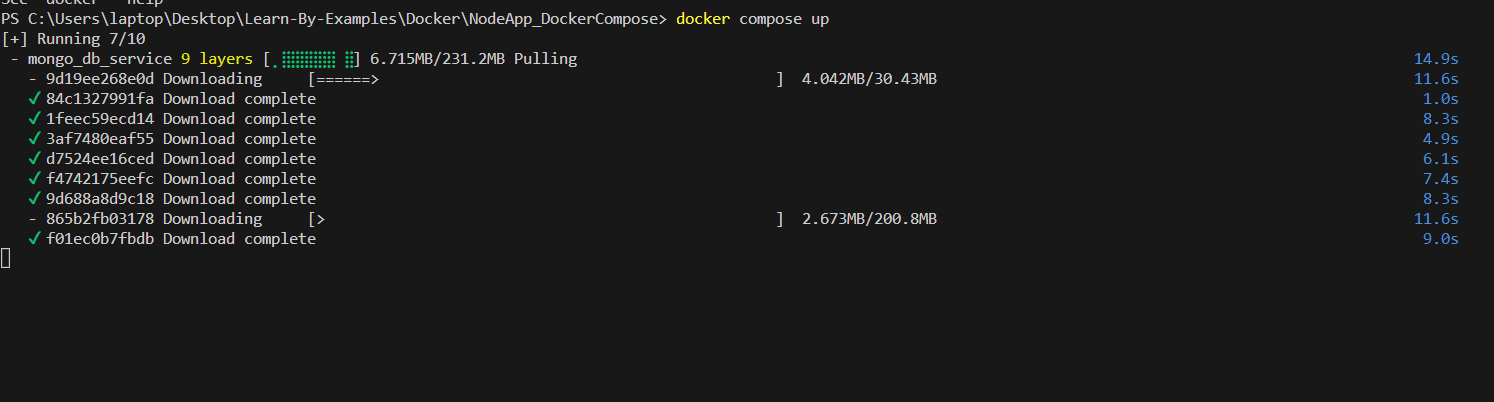 See 'docker --help'
PS C:\Users\laptop\Desktop\Learn-By-Examples\Docker\NodeApp_DockerCompose> docker compose up
[+] Running 7/10
- mongo_db_service 9 layers [⣀⣿⣿⣿⣿⣿⣿⠀⣿] 6.715MB/231.2MB Pulling 14.9s
- 9d19ee268e0d Downloading [======> ] 4.042MB/30.43MB 11.6s
✓ 84c1327991fa Download complete 1.0s
✓ 1feec59ecd14 Download complete 8.3s
✓ 3af7480eaf55 Download complete 4.9s
✓ d7524ee16ced Download complete 6.1s
✓ f4742175eefc Download complete 7.4s
✓ 9d688a8d9c18 Download complete 8.3s
- 865b2fb03178 Downloading [> ] 2.673MB/200.8MB 11.6s
✓ f01ec0b7fbdb Download complete 9.0s